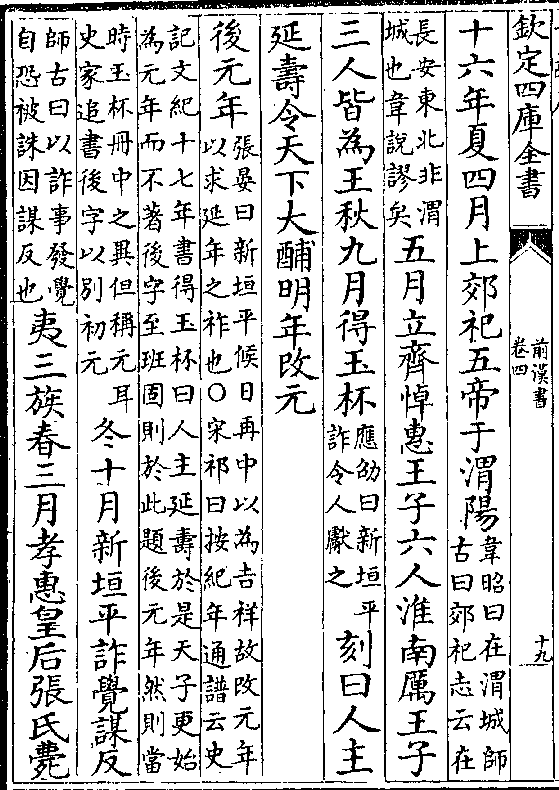 欽定四庫全書
前漢書
卷四
十九
十六年夏四月上郊祀五帝于渭陽韋昭曰在渭城師
古曰郊祀志云在
長安東北非渭
城也韋說謬矣五月立齊悼惠王子六人淮南厲王子
三人皆為王秋九月得玉杯應劭曰新垣平
詐令人獻之刻曰人主
延壽令天下大酺明年改元
後元年張晏曰新垣平候日再中以為吉祥故改元年
以求延年之祚也○宋祁曰按紀年通譜云史
記文紀十七年書得玉杯曰人主延壽於是天子更始
為元年而不著後字至班固則於此題後元年然則當
時玉杯冊中之異但稱元耳
史家追書後字以別初元冬十月新垣平詐覺謀反
師古曰以詐事發覺
自恐被誅因謀反也夷三族春三月孝惠皇后張氏薨